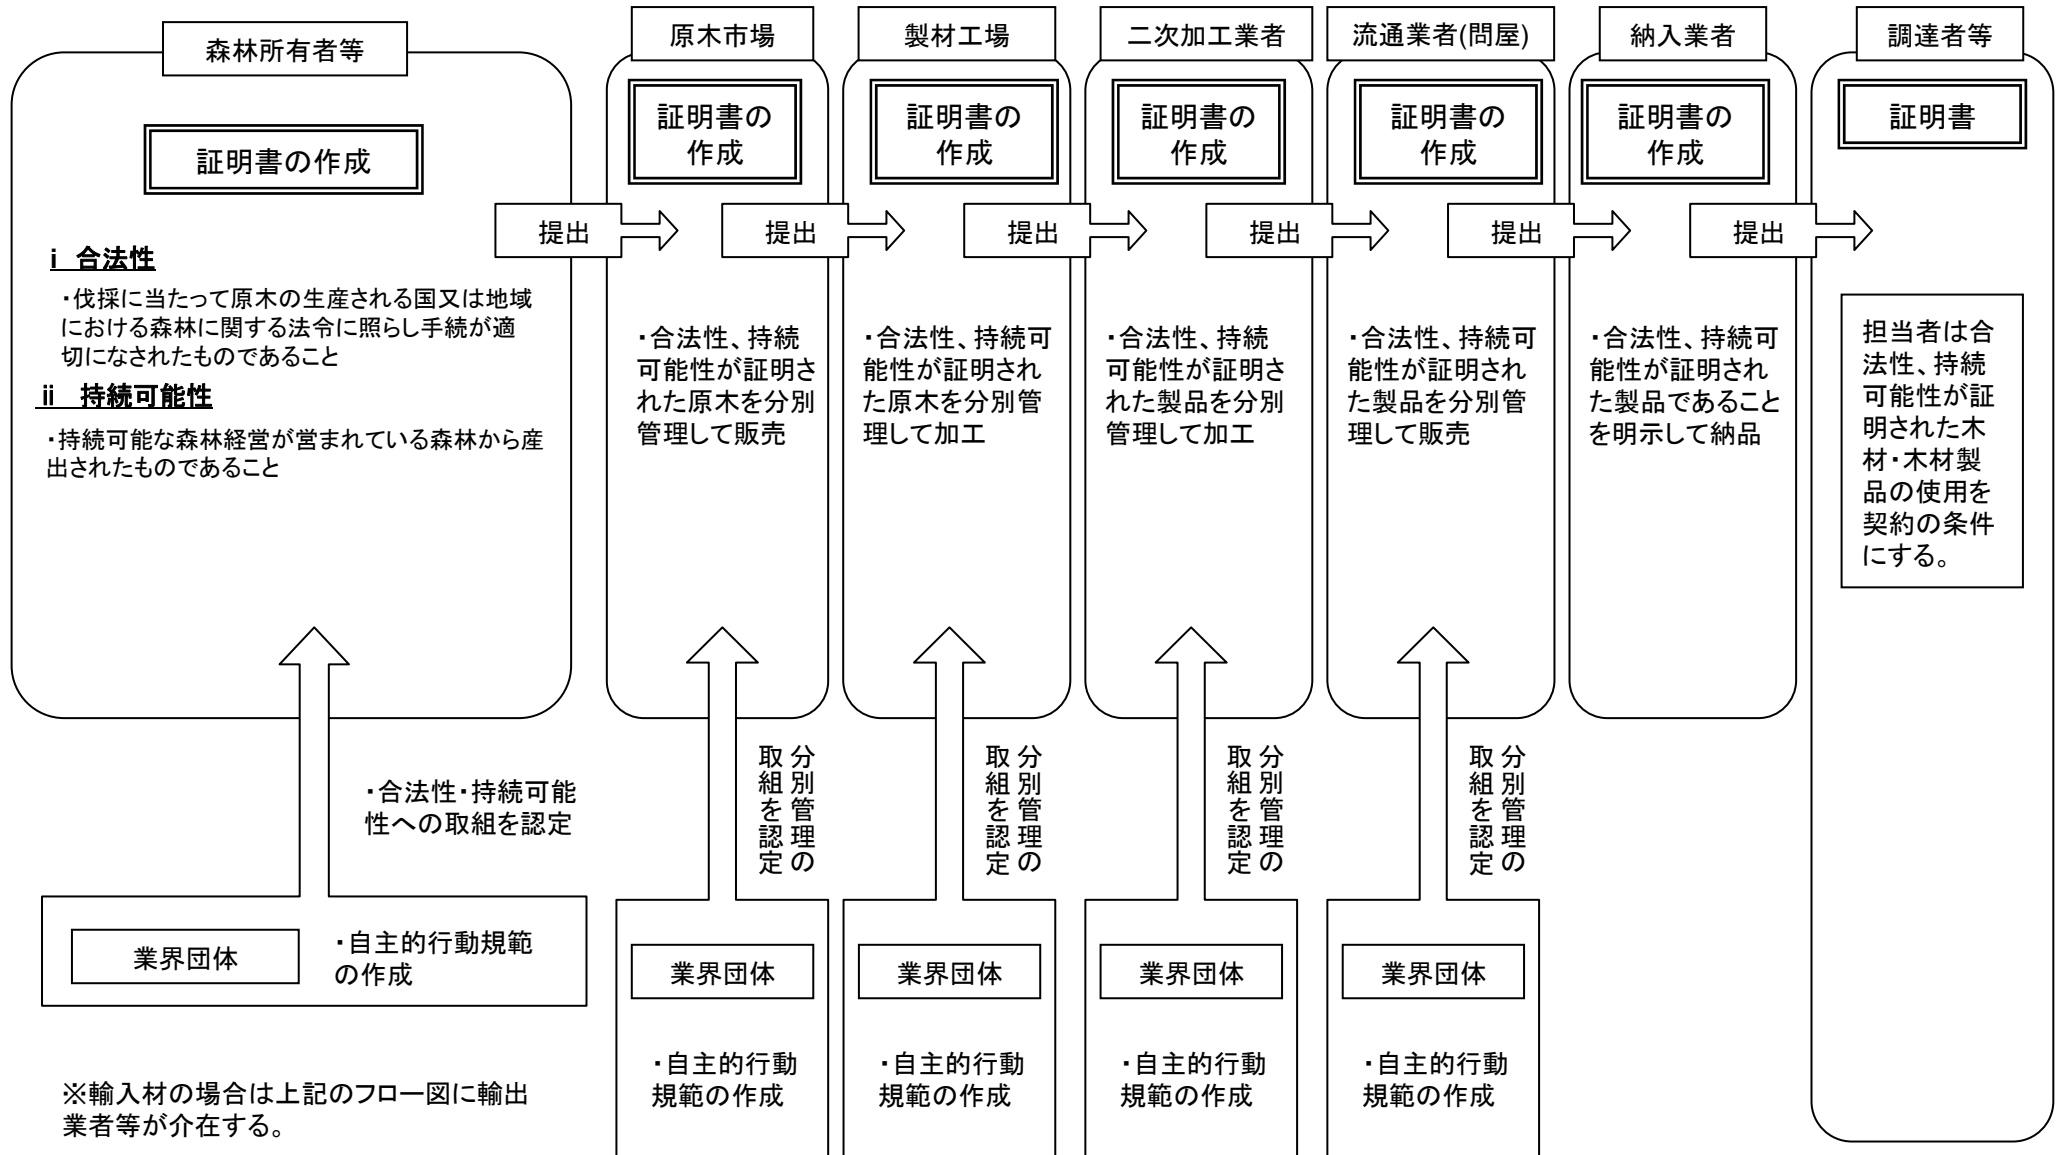 森林所有者等
証明書の作成
ⅰ 合法性
・伐採に当たって原木の生産される国又は地域
における森林に関する法令に照らし手続が適
切になされたものであること
ⅱ 持続可能性
・持続可能な森林経営が営まれている森林から産
出されたものであること
提出
原木市場
証明書の
作成
提出
・合法性、持続
可能性が証明さ
れた原木を分別
管理して販売
製材工場
証明書の
作成
提出
・合法性、持続可
能性が証明され
た原木を分別管
理して加工
二次加工業者
証明書の
作成
提出
・合法性、持続
可能性が証明さ
れた製品を分別
管理して加工
流通業者(問屋)
証明書の
作成
提出
・合法性、持続可
能性が証明され
た製品を分別管
理して販売
納入業者
証明書の
作成
提出
・合法性、持続可
能性が証明され
た製品であること
を明示して納品
調達者等
証明書
担当者は合
法性、持続
可能性が証
明された木
材・木材製
品の使用を
契約の条件
にする。
・合法性・持続可能
性への取組を認定
業界団体
・自主的行動規範
の作成
分別管理の
取組を認定
業界団体
・自主的行動
規範の作成
分別管理の
取組を認定
業界団体
・自主的行動
規範の作成
分別管理の
取組を認定
業界団体
・自主的行動
規範の作成
分別管理の
取組を認定
業界団体
・自主的行動
規範の作成
※輸入材の場合は上記のフロー図に輸出
業者等が介在する。